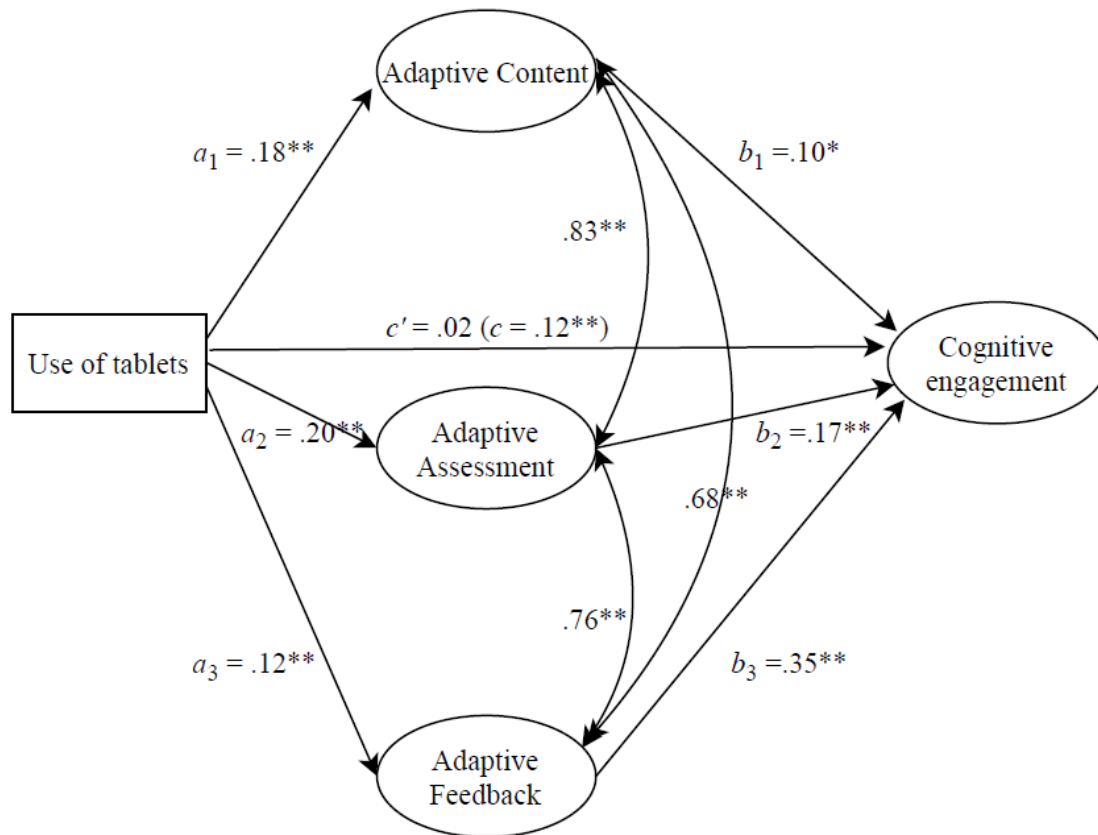 Adaptive Content
a1 = .18**
b1 =.10*
.83**
c' = .02 (c = .12**)
Use of tablets
Cognitive
engagement
a2 = .20**
Adaptive
Assessment
b2 =.17**
.68**
.76**
a3 = .12**
b3 =.35**
Adaptive
Feedback